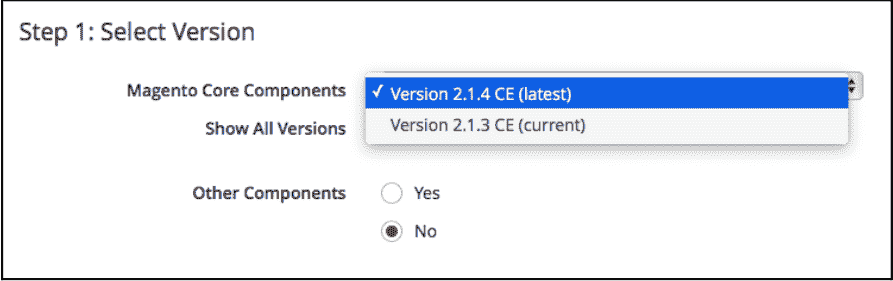 Step 1: Select Version
Magento Core Components
✓ Version 2.1.4 CE (latest)
Version 2.1.3 CE (current)
Show All Versions
Other Components
Yes
No